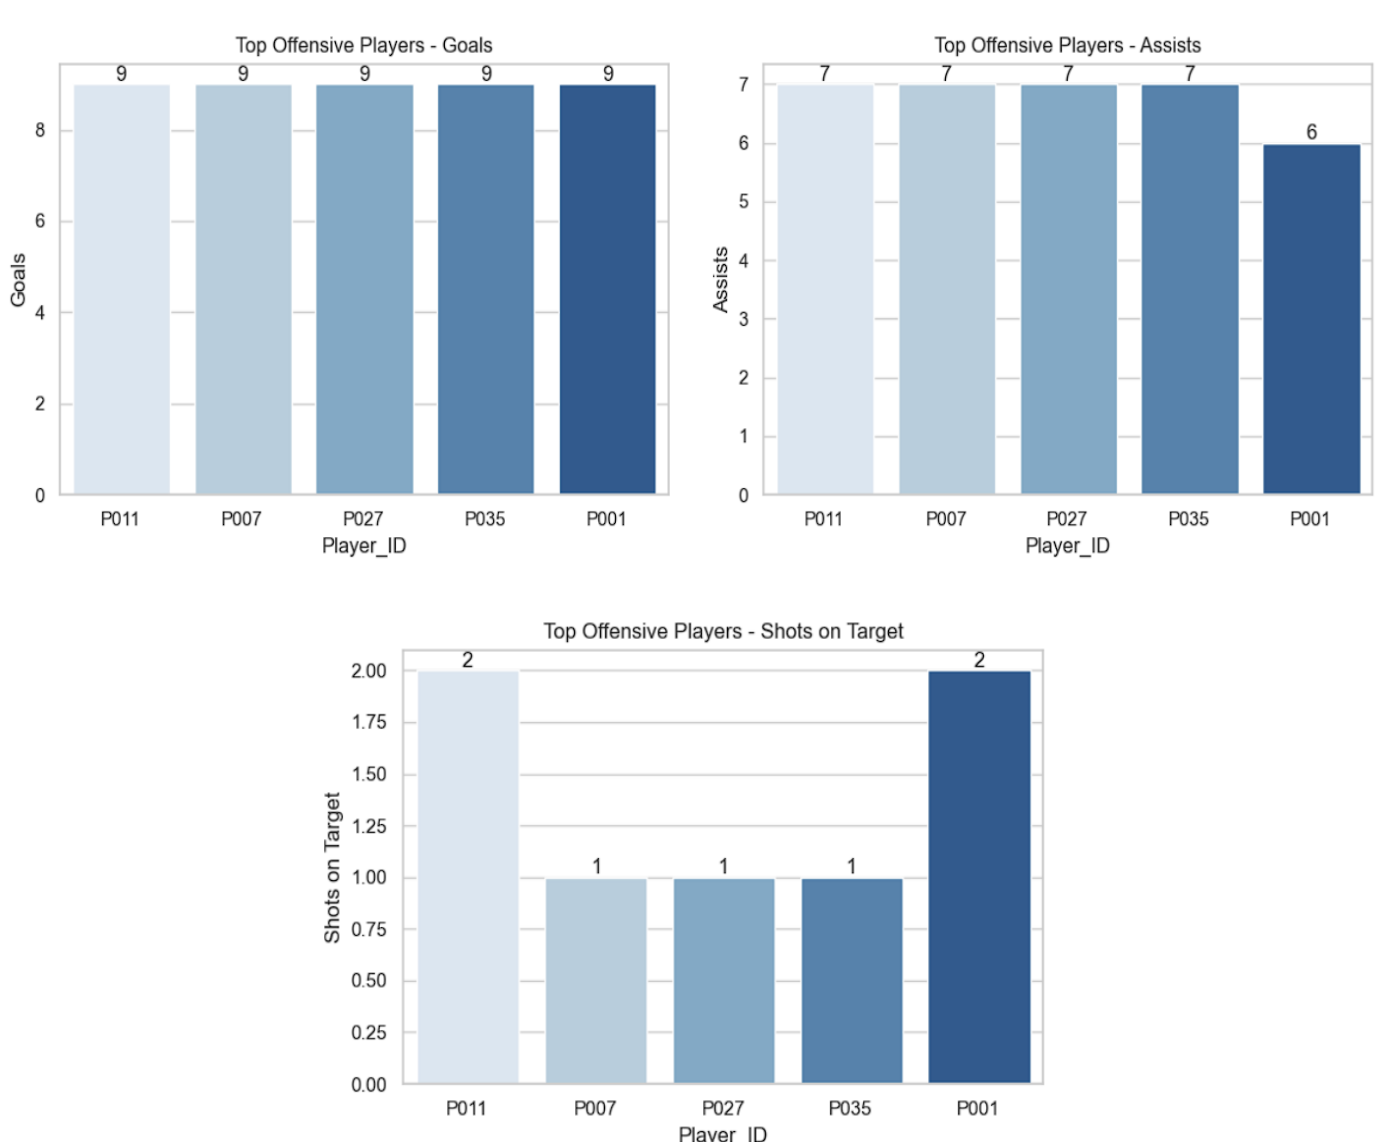 Top Offensive Players - Goals
9 9 9 9 9
8
6
4
2
0
Goals
P011 P007 P027 P035 P001
Player_ID
Top Offensive Players - Assists
7 7 7 7 6
7
6
5
4
3
2
1
0
Assists
P011 P007 P027 P035 P001
Player_ID
Top Offensive Players - Shots on Target
2 1 1 1 2
2.00
1.75
1.50
1.25
1.00
0.75
0.50
0.25
0.00
Shots on Target
P011 P007 P027 P035 P001
Player_ID